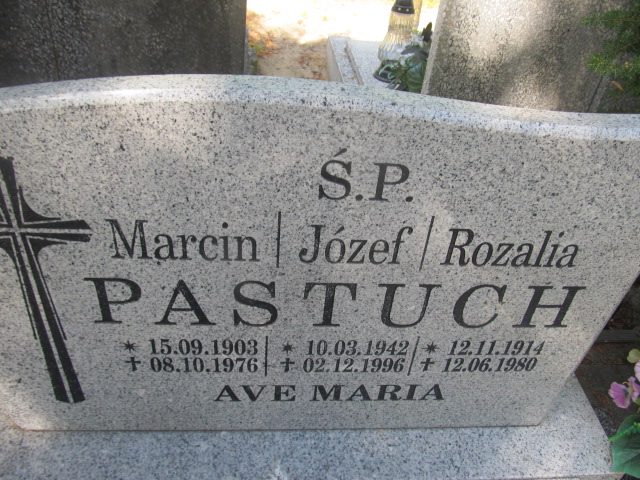 Ś.P.
Marcin | Józef | Rozalia
PASTUCH
* 15.09.1903 | * 10.03.1942 | * 12.11.1914
✝ 08.10.1976 | ✝ 02.12.1996 | ✝ 12.06.1980
AVE MARIA